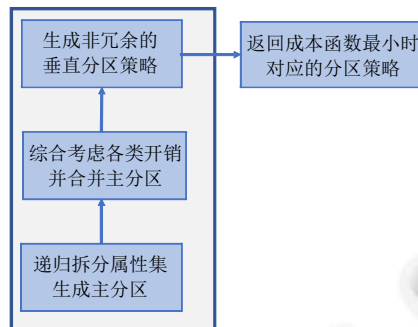 生成非冗余的
垂直分区策略
返回成本函数最小时
对应的分区策略
综合考虑各类开销
并合并主分区
递归拆分属性集
生成主分区